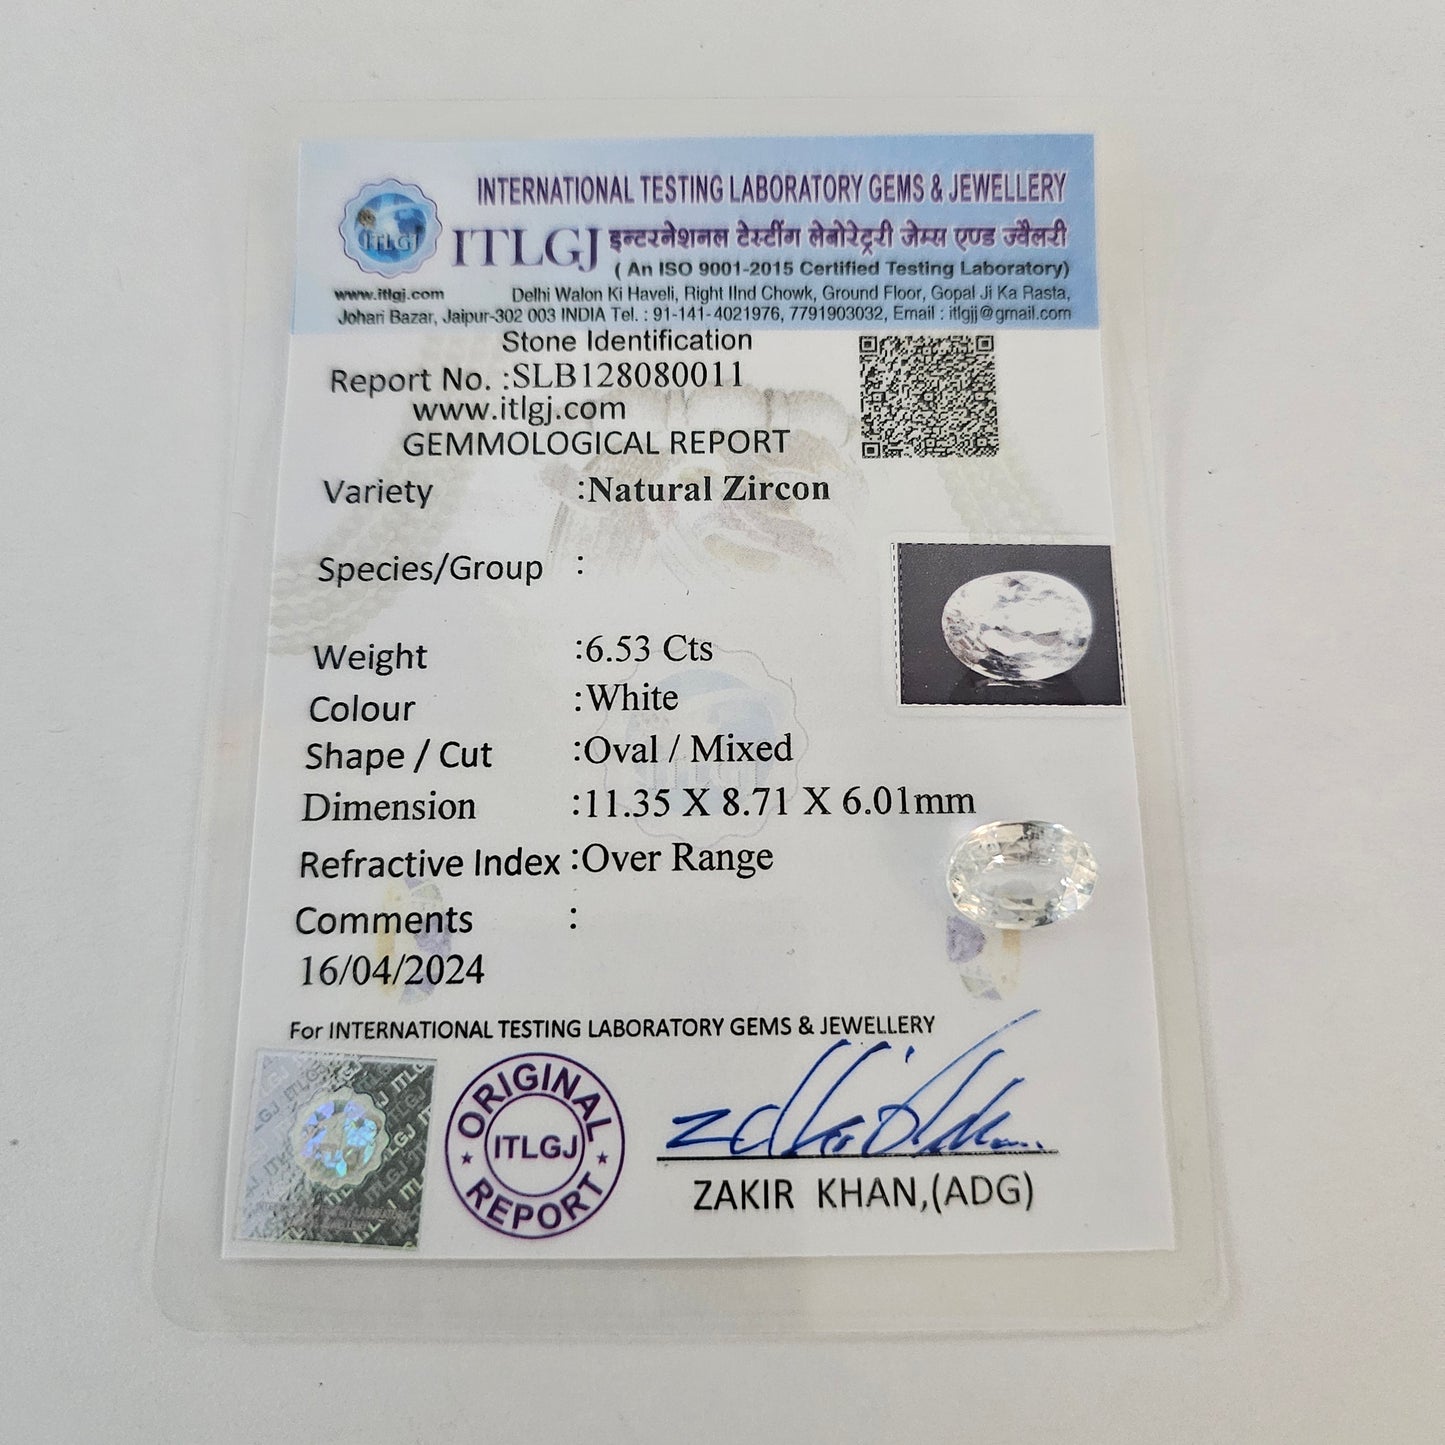 INTERNATIONAL TESTING LABORATORY GEMS & JEWELLERY
ITLGJ
ITLGJ इन्टरनेशनल टेस्टींग लेबोरेट्री जेम्स एण्ड ज्वैलरी
( An ISO 9001-2015 Certified Testing Laboratory)
www.itlgj.com Delhi Walon Ki Haveli, Right IInd Chowk, Ground Floor, Gopal Ji Ka Rasta,
Johari Bazar, Jaipur-302 003 INDIA Tel. : 91-141-4021976, 7791903032, Email : itlgjj@gmail.com
Stone Identification
Report No. :SLB128080011
www.itlgj.com
GEMMOLOGICAL REPORT
Variety :Natural Zircon
Species/Group :
Weight :6.53 Cts
Colour :White
Shape / Cut :Oval / Mixed
Dimension :11.35 X 8.71 X 6.01mm
Refractive Index :Over Range
Comments :
16/04/2024
For INTERNATIONAL TESTING LABORATORY GEMS & JEWELLERY
ORIGINAL
ITLGJ
REPORT
ZAKIR KHAN,(ADG)